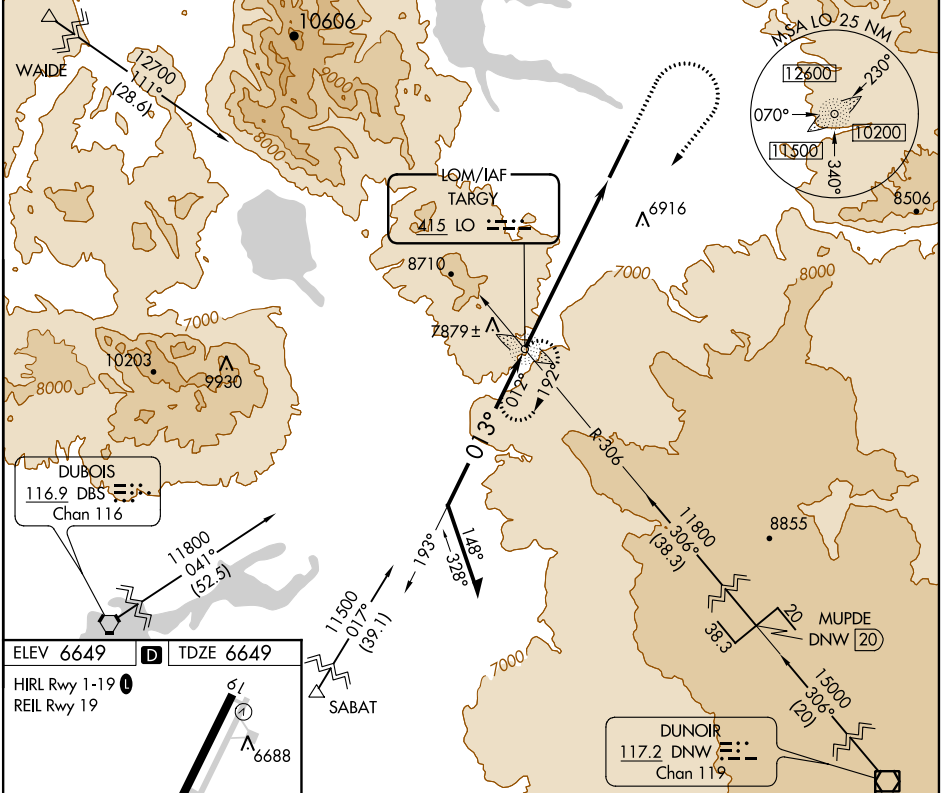 10606
WAIDE
12700
111°
(28.6)
9000
8000
MSA LO 25 NM
12600
230°
070°
10200
11500
340°
8506
LOM/IAF
TARGY
415 LO
6916
8710
7000
8000
7879 ±
7000
10203
9930
8000
012°
192°
013°
R-306
DUBOIS
116.9 DBS
Chan 116
11800
041°
(52.5)
11800
306°
(38.3)
8855
148°
328°
193°
11500
017°
(39.1)
SABAT
20
38.3
MUPDE
DNW 20
15000
306°
(20)
7000
DUNOIR
117.2 DNW
Chan 119
ELEV 6649
D
TDZE 6649
HIRL Rwy 1-19 L
REIL Rwy 19
19
6688